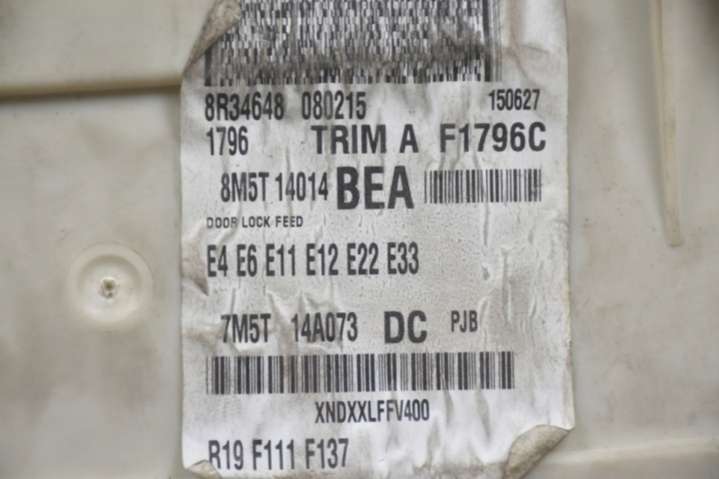 8R34648 080215 150627
1796 TRIM A F1796C
8M5T 14014 BEA
DOOR LOCK FEED
E4 E6 E11 E12 E22 E33
7M5T 14A073 DC PJB
XNDXXLFFV400
R19 F111 F137